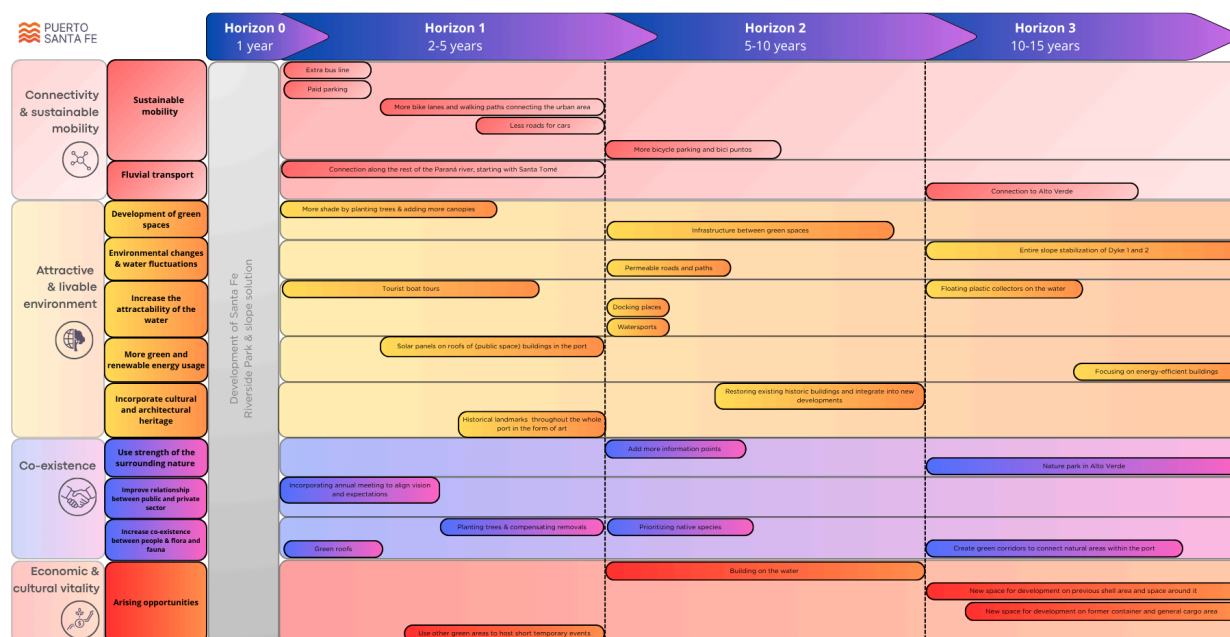 PUERTO
SANTA FE
Horizon 0
1 year
Horizon 1
2-5 years
Horizon 2
5-10 years
Horizon 3
10-15 years
Connectivity
& sustainable
mobility
Sustainable
mobility
Extra bus line
Paid parking
More bike lanes and walking paths connecting the urban area
Less roads for cars
More bicycle parking and bici puntos
Fluvial transport
Connection along the rest of the Paraná river, starting with Santa Tomé
Connection to Alto Verde
Development of Santa Fe
Riverside Park & slope solution
Attractive
& livable
environment
Development of green
spaces
More shade by planting trees & adding more canopies
Infrastructure between green spaces
Environmental changes
& water fluctuations
Entire slope stabilization of Dyke 1 and 2
Permeable roads and paths
Increase the
attractability of the
water
Tourist boat tours
Floating plastic collectors on the water
Docking places
Watersports
More green and
renewable energy usage
Solar panels on roofs of (public space) buildings in the port
Focusing on energy-efficient buildings
Incorporate cultural
and architectural
heritage
Restoring existing historic buildings and integrate into new
developments
Historical landmarks throughout the whole
port in the form of art
Co-existence
Use strength of the
surrounding nature
Add more information points
Nature park in Alto Verde
Improve relationship
between public and private
sector
Incorporating annual meeting to align vision
and expectations
Increase co-existence
between people & flora and
fauna
Planting trees & compensating removals
Prioritizing native species
Green roofs
Create green corridors to connect natural areas within the port
Economic &
cultural vitality
Arising opportunities
Building on the water
New space for development on previous shell area and space around it
New space for development on former container and general cargo area
Use other green areas to host short temporary events